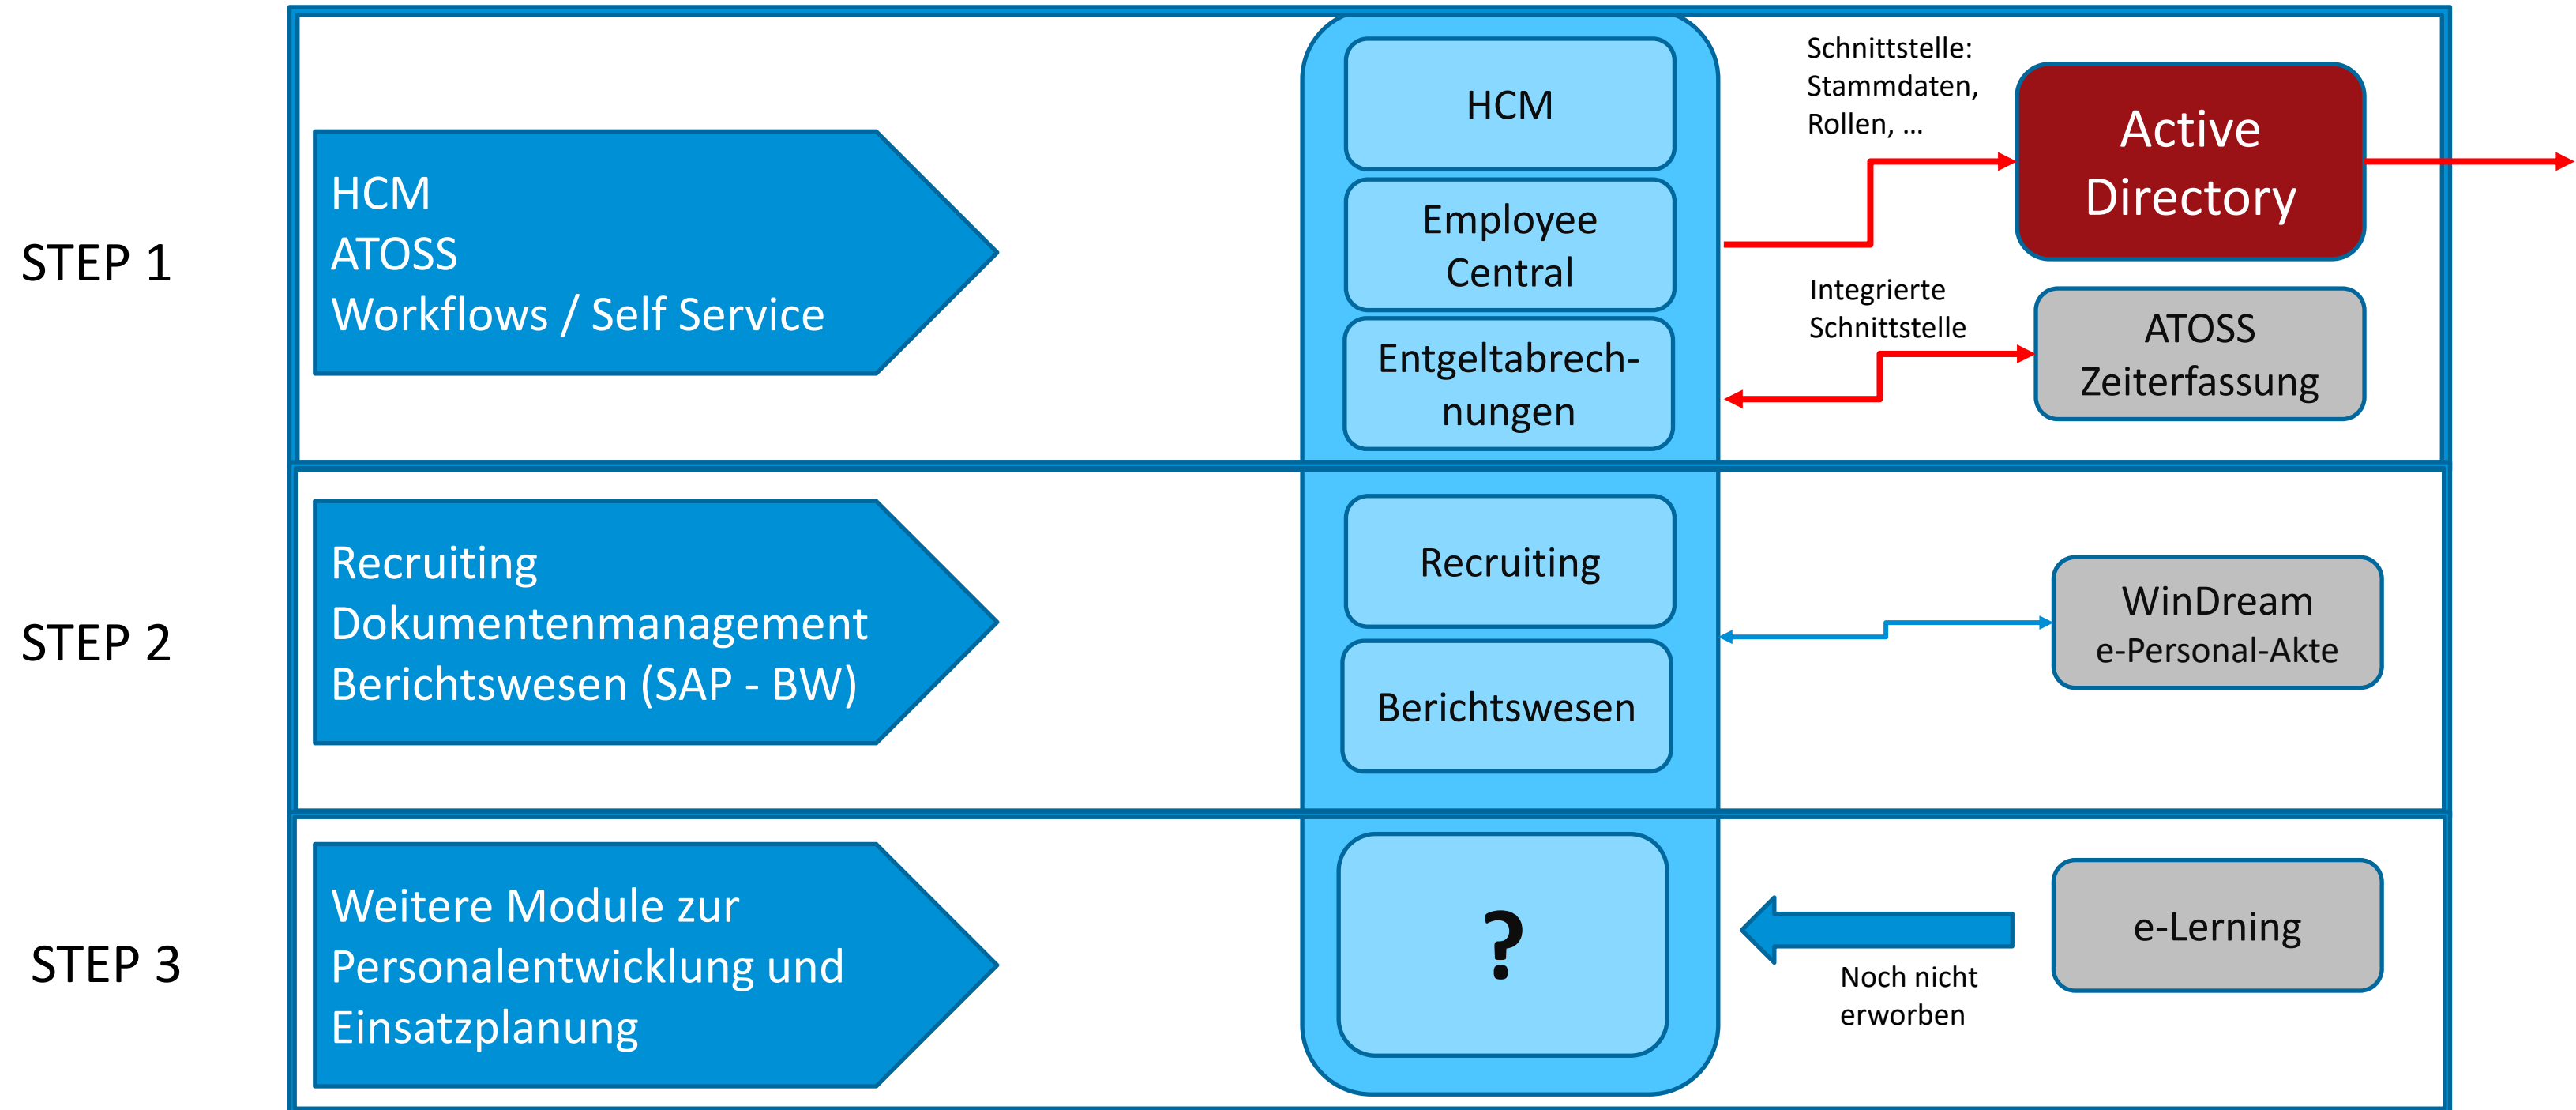 STEP 1
HCM
ATOSS
Workflows / Self Service
HCM
Employee
Central
Entgeltabrech-
nungen
Schnittstelle:
Stammdaten,
Rollen, ...
Active
Directory
Integrierte
Schnittstelle
ATOSS
Zeiterfassung
STEP 2
Recruiting
Dokumentenmanagement
Berichtswesen (SAP - BW)
Recruiting
Berichtswesen
WinDream
e-Personal-Akte
STEP 3
Weitere Module zur
Personalentwicklung und
Einsatzplanung
?
Noch nicht
erworben
e-Lerning